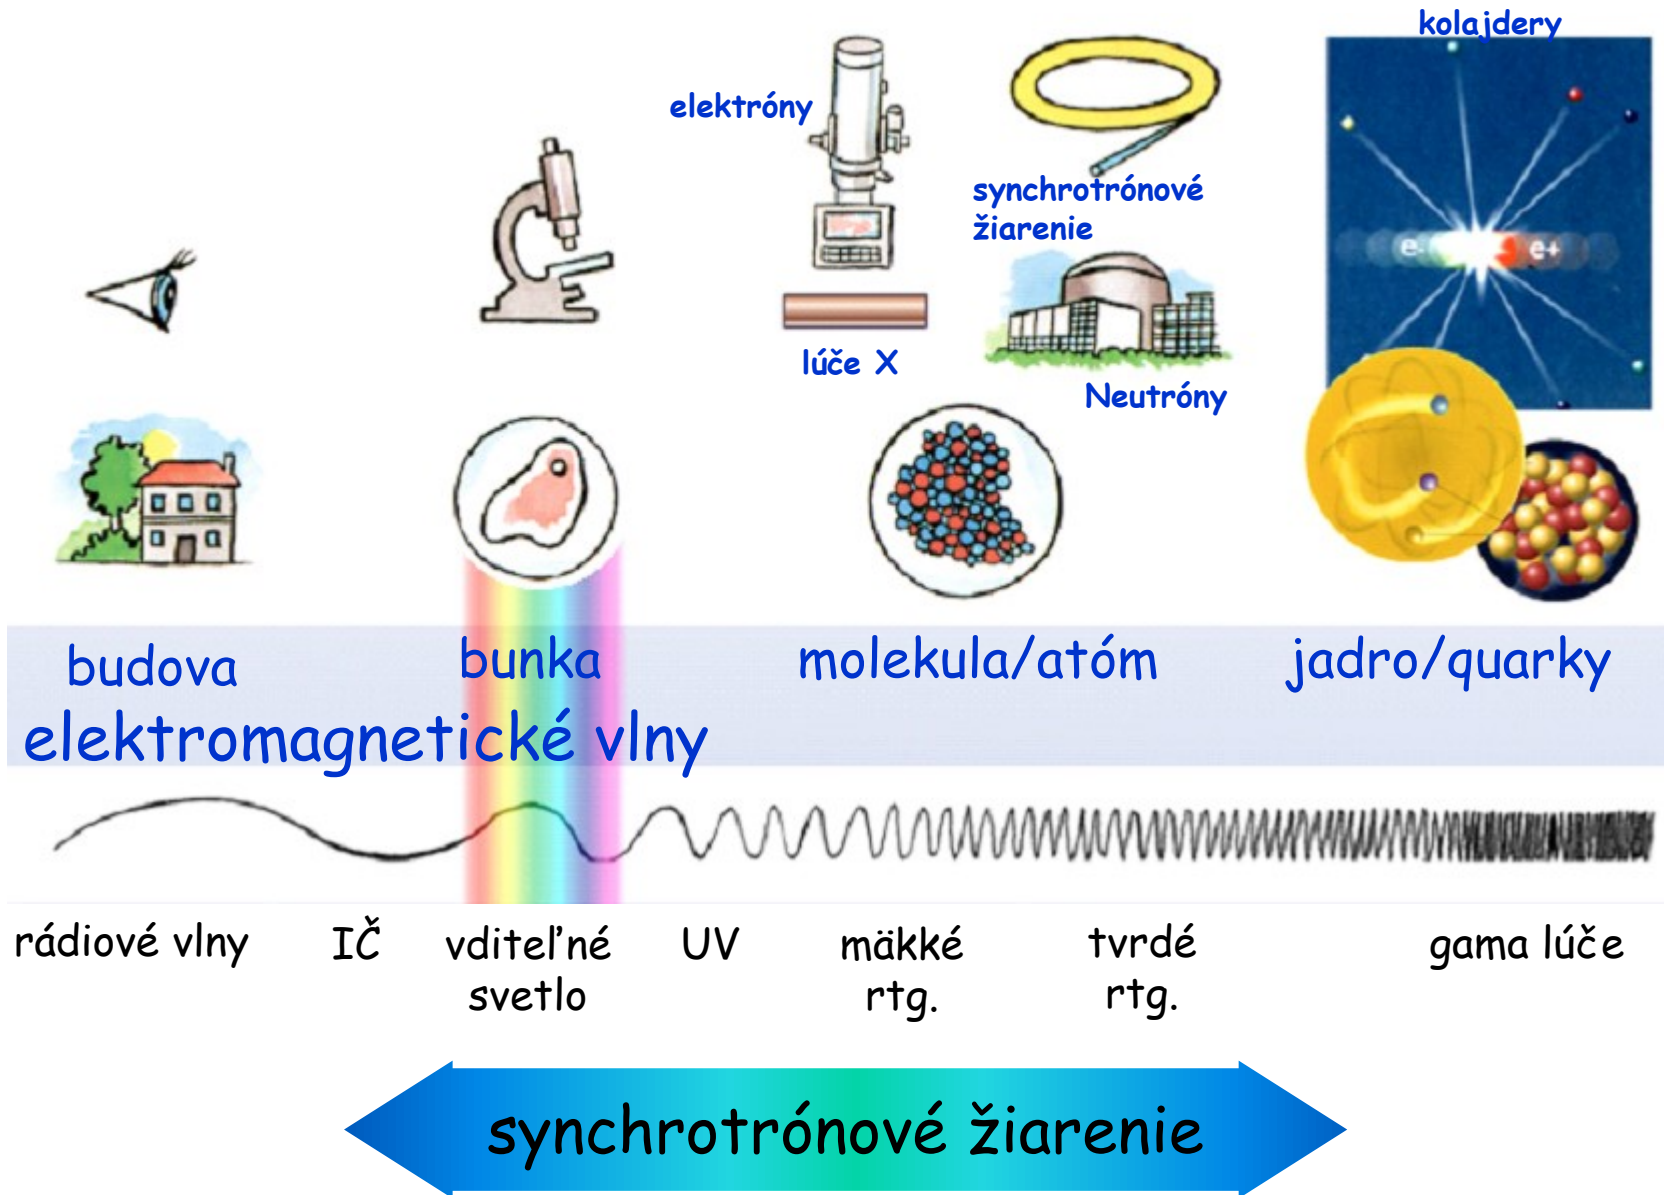 kolajdery
elektróny
synchrotrónové
žiarenie
e-
e+
lúče X
Neutróny
budova
bunka
molekula/atóm
jadro/quarky
elektromagnetické vlny
rádiové vlny
IČ
vditeľné
svetlo
UV
mäkké
rtg.
tvrdé
rtg.
gama lúče
synchrotrónové žiarenie